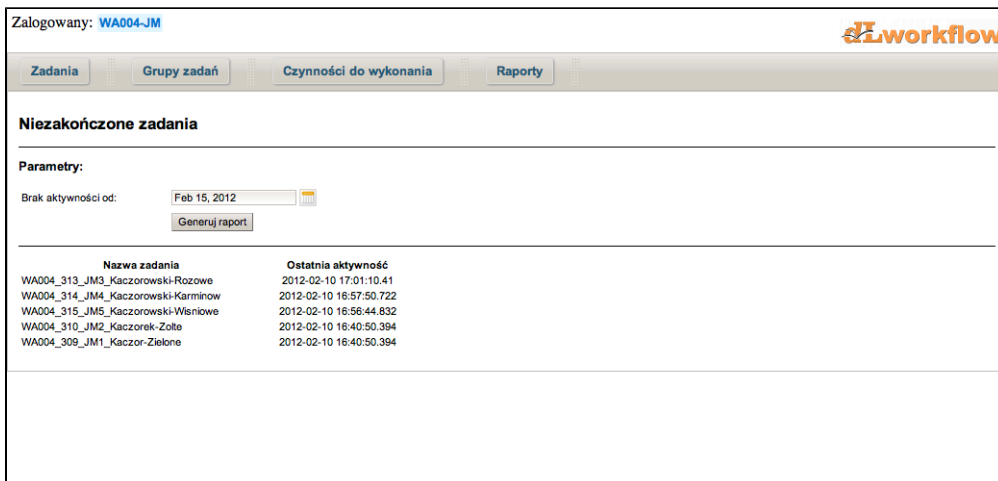 Zalogowany: WA004-JM
dLworkflow
Zadania Grupy zadań Czynności do wykonania Raporty
Niezakończone zadania
Parametry:
Brak aktywności od: Feb 15, 2012
Generuj raport
Nazwa zadania Ostatnia aktywność
WA004_313_JM3_Kaczorowski-Rozowe 2012-02-10 17:01:10.41
WA004_314_JM4_Kaczorowski-Karminow 2012-02-10 16:57:50.722
WA004_315_JM5_Kaczorowski-Wisniowe 2012-02-10 16:56:44.832
WA004_310_JM2_Kaczorek-Zolte 2012-02-10 16:40:50.394
WA004_309_JM1_Kaczor-Zielone 2012-02-10 16:40:50.394